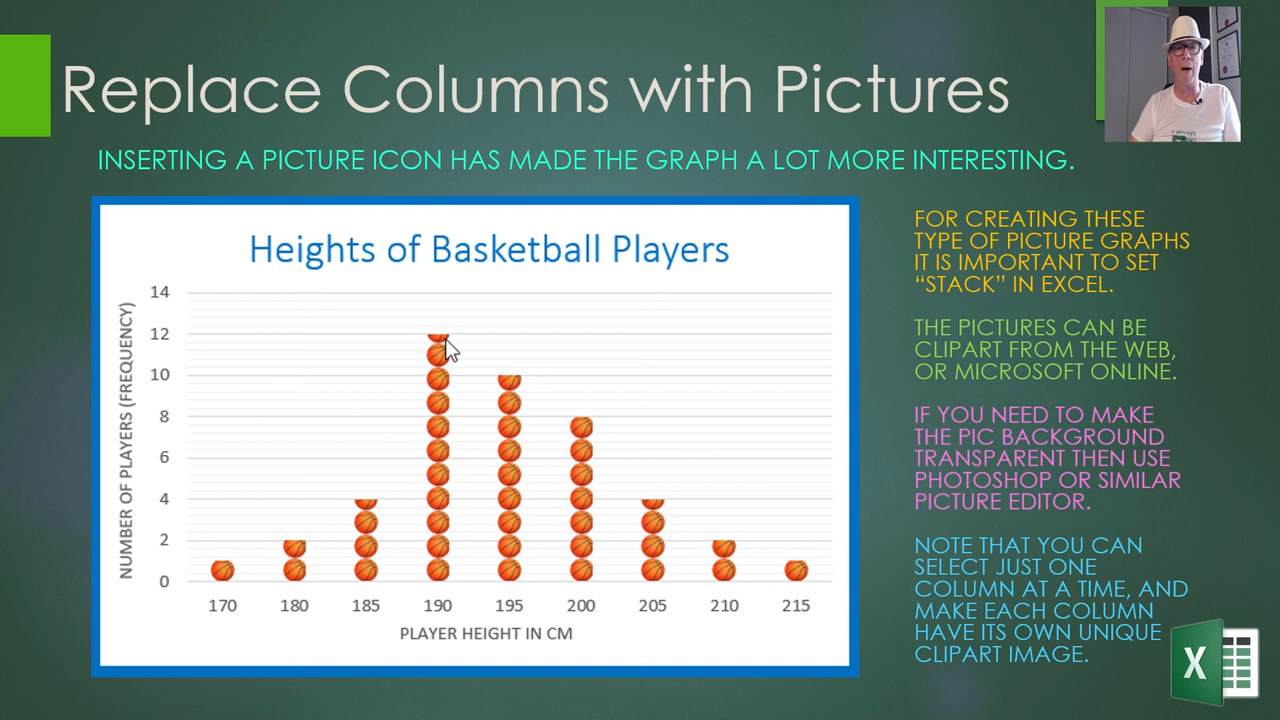 Replace Columns with Pictures
INSERTING A PICTURE ICON HAS MADE THE GRAPH A LOT MORE INTERESTING.
Heights of Basketball Players
NUMBER OF PLAYERS (FREQUENCY)
14
12
10
8
6
4
2
0
170 180 185 190 195 200 205 210 215
PLAYER HEIGHT IN CM
FOR CREATING THESE
TYPE OF PICTURE GRAPHS
IT IS IMPORTANT TO SET
“STACK” IN EXCEL.
THE PICTURES CAN BE
CLIPART FROM THE WEB,
OR MICROSOFT ONLINE.
IF YOU NEED TO MAKE
THE PIC BACKGROUND
TRANSPARENT THEN USE
PHOTOSHOP OR SIMILAR
PICTURE EDITOR.
NOTE THAT YOU CAN
SELECT JUST ONE
COLUMN AT A TIME, AND
MAKE EACH COLUMN
HAVE ITS OWN UNIQUE
CLIPART IMAGE.
X